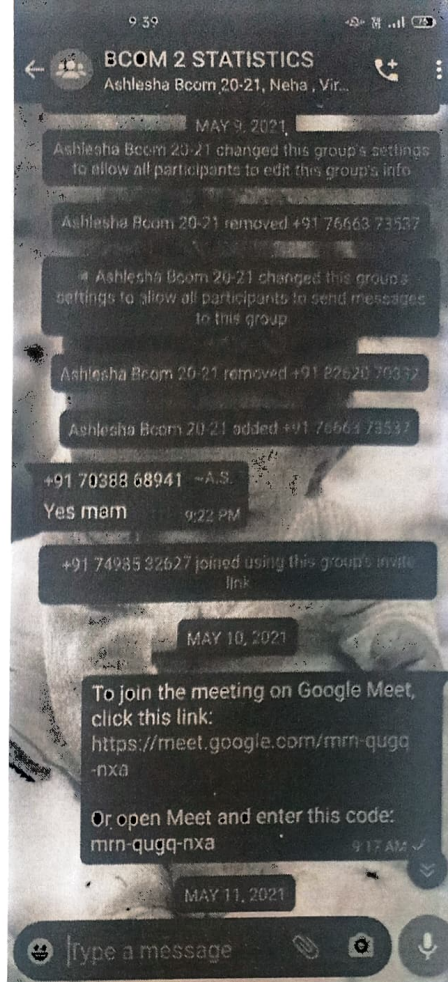 9:39
75
BCOM 2 STATISTICS
Ashlesha Bcom 20-21, Neha , Vir...
MAY 9, 2021
Ashlesha Bcom 20-21 changed this group's settings
to allow all participants to edit this group's info
Ashlesha Bcom 20-21 removed +91 76663 73537
Ashlesha Bcom 20-21 changed this group's
settings to allow all participants to send messages
to this group
Ashlesha Bcom 20-21 removed +91 82620 70332
Ashlesha Bcom 20-21 added +91 76663 73537
+91 70388 68941 ~A.S.
Yes mam
9:22 PM
+91 74985 32627 joined using this group's invite
link
MAY 10, 2021
To join the meeting on Google Meet,
click this link:
https://meet.google.com/mrn-qugq
-nxa
Or open Meet and enter this code:
mrn-qugq-nxa
9:17 AM
MAY 11, 2021
Type a message